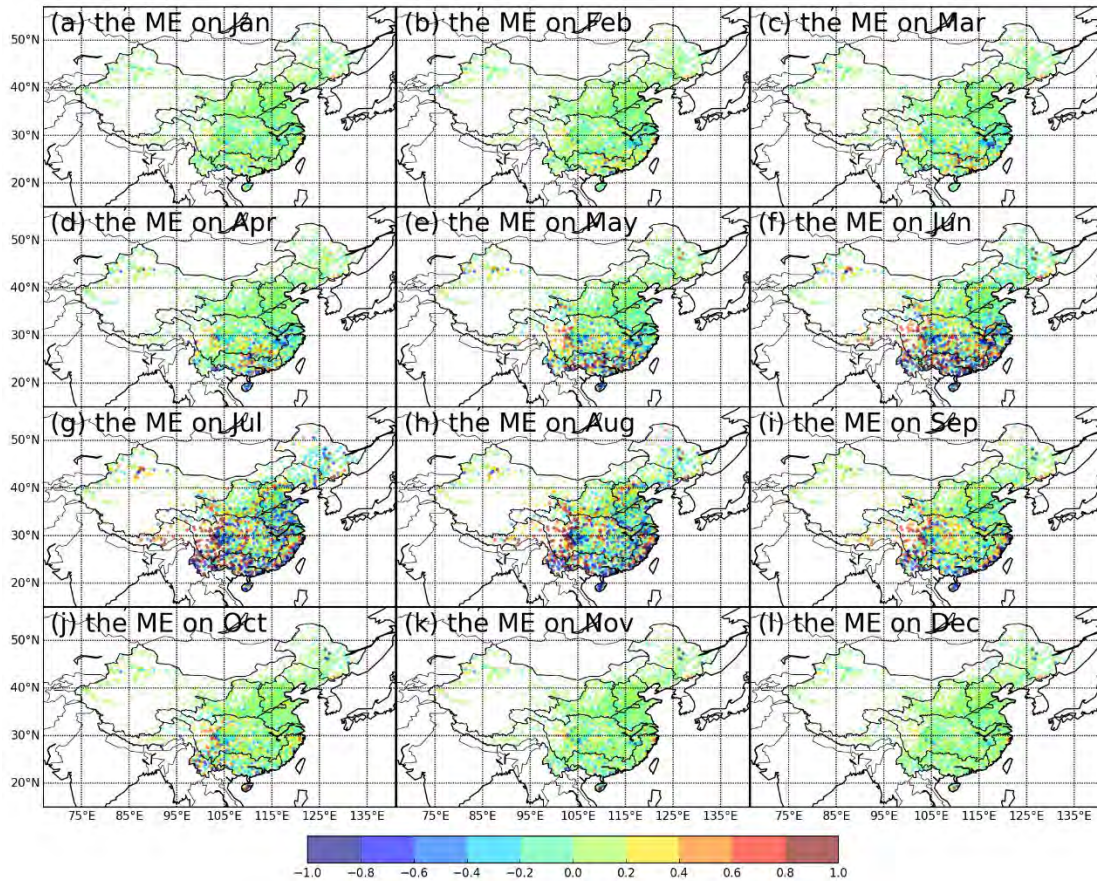 (a) the ME on Jan (b) the ME on Feb (c) the ME on Mar
50°N
40°N
30°N
20°N
(d) the ME on Apr (e) the ME on May (f) the ME on Jun
50°N
40°N
30°N
20°N
(g) the ME on Jul (h) the ME on Aug (i) the ME on Sep
50°N
40°N
30°N
20°N
(j) the ME on Oct (k) the ME on Nov (l) the ME on Dec
50°N
40°N
30°N
20°N
75°E 85°E 95°E 105°E 115°E 125°E 135°E 75°E 85°E 95°E 105°E 115°E 125°E 135°E 75°E 85°E 95°E 105°E 115°E 125°E 135°E
−1.0 −0.8 −0.6 −0.4 −0.2 0.0 0.2 0.4 0.6 0.8 1.0